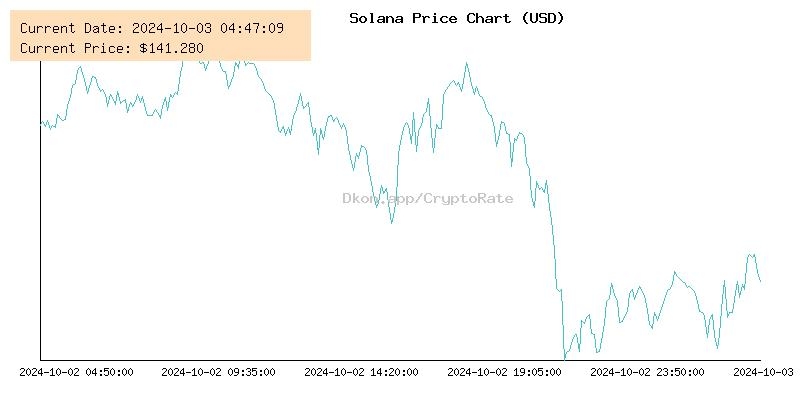 Solana Price Chart (USD)
Current Date: 2024-10-03 04:47:09
Current Price: $141.280
Dkon.app/CryptoRate
2024-10-02 04:50:00 2024-10-02 09:35:00 2024-10-02 14:20:00 2024-10-02 19:05:00 2024-10-02 23:50:00 2024-10-03